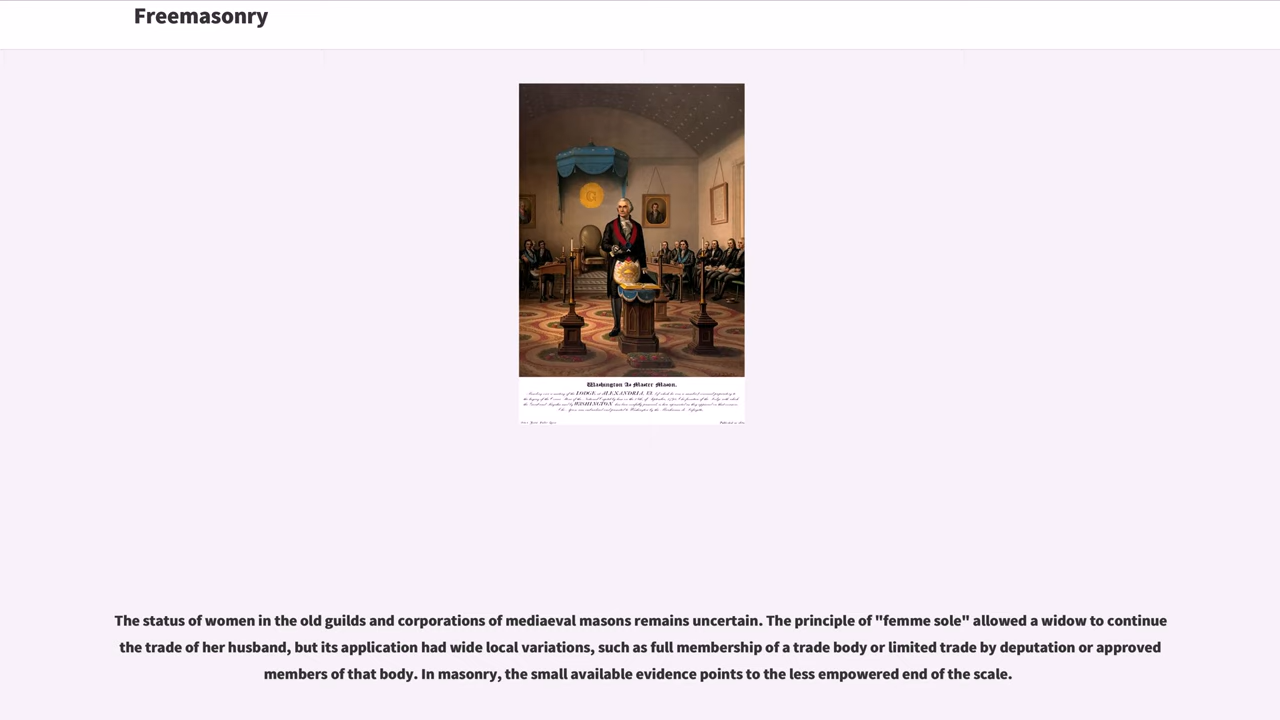 Freemasonry
Washington As Master Mason.
The status of women in the old guilds and corporations of mediaeval masons remains uncertain. The principle of "femme sole" allowed a widow to continue
the trade of her husband, but its application had wide local variations, such as full membership of a trade body or limited trade by deputation or approved
members of that body. In masonry, the small available evidence points to the less empowered end of the scale.